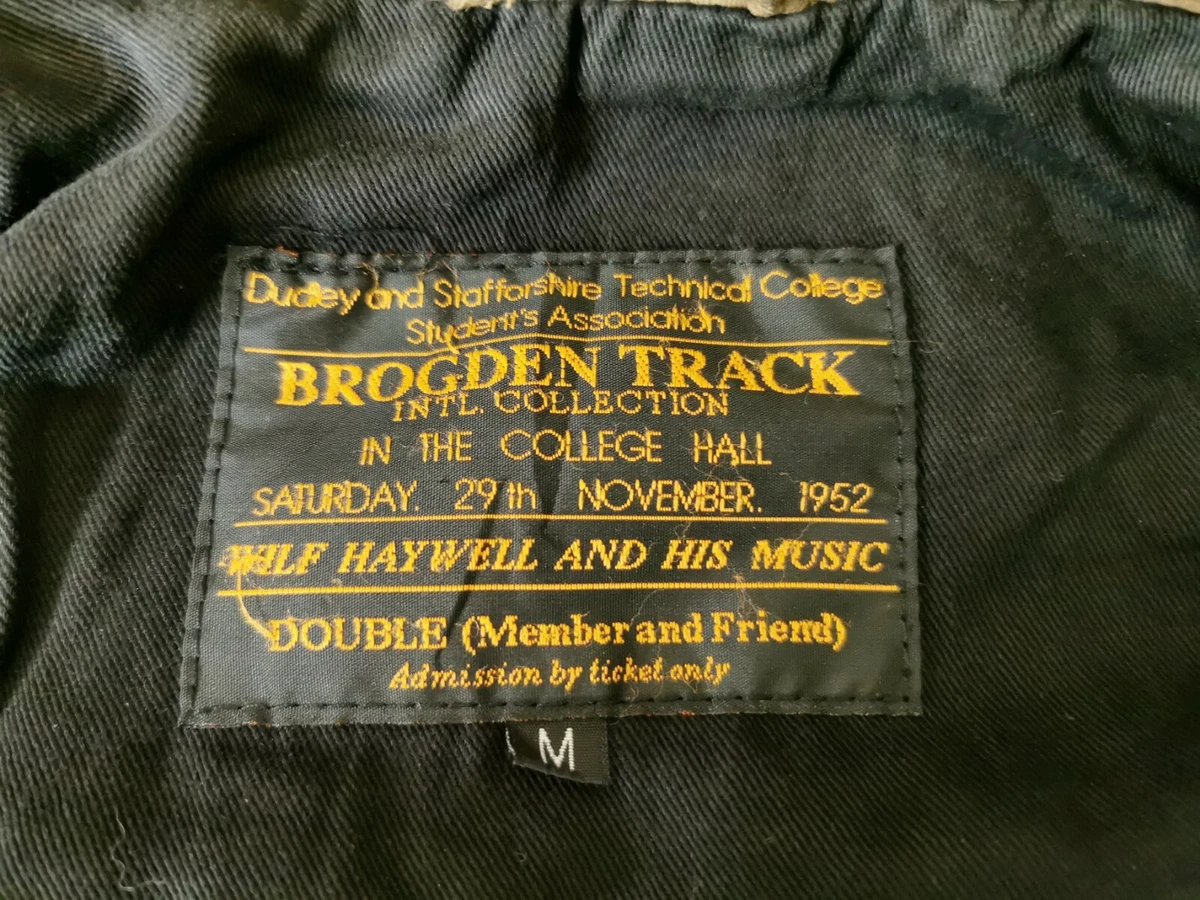 Dudley and Staffordshire Technical College
Student's Association
BROGDEN TRACK
INTL. COLLECTION
IN THE COLLEGE HALL
SATURDAY. 29th NOVEMBER. 1952
WILF HAYWELL AND HIS MUSIC
DOUBLE (Member and Friend)
Admission by ticket only
M